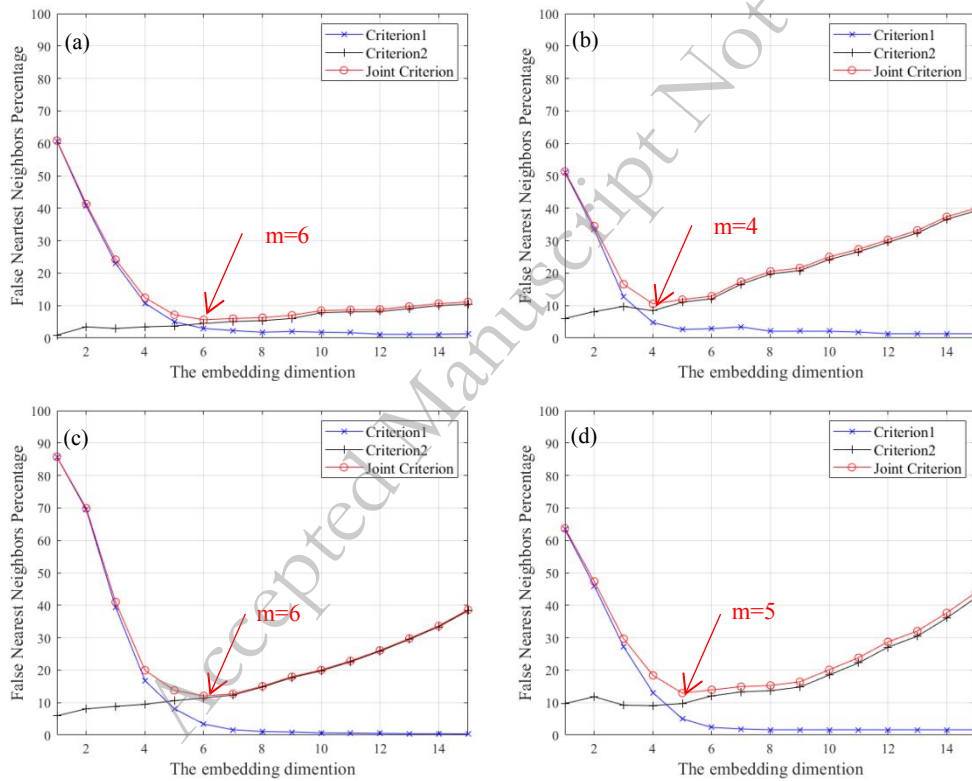 (a)
Criterion1
Criterion2
Joint Criterion
m=6
False Neartest Neighbors Percentage
100
90
80
70
60
50
40
30
20
10
0
2 4 6 8 10 12 14
The embedding dimention
(b)
Criterion1
Criterion2
Joint Criterion
m=4
False Nearest Neighbors Percentage
100
90
80
70
60
50
40
30
20
10
0
2 4 6 8 10 12 14
The embedding dimention
(c)
Criterion1
Criterion2
Joint Criterion
m=6
False Nearest Neighbors Percentage
100
90
80
70
60
50
40
30
20
10
0
2 4 6 8 10 12 14
The embedding dimention
(d)
Criterion1
Criterion2
Joint Criterion
m=5
False Nearest Neighbors Percentage
100
90
80
70
60
50
40
30
20
10
0
2 4 6 8 10 12 14
The embedding dimention
Accepted Manuscript Not